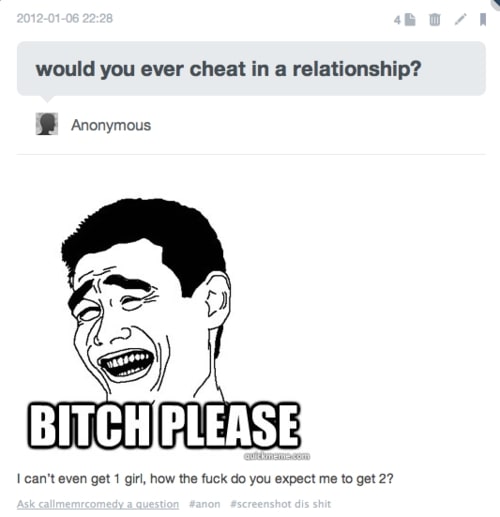 2012-01-06 22:28
4
would you ever cheat in a relationship?
Anonymous
BITCH PLEASE
quickmeme.com
I can't even get 1 girl, how the fuck do you expect me to get 2?
Ask callmemrcomedy a question #anon #screenshot dis shit